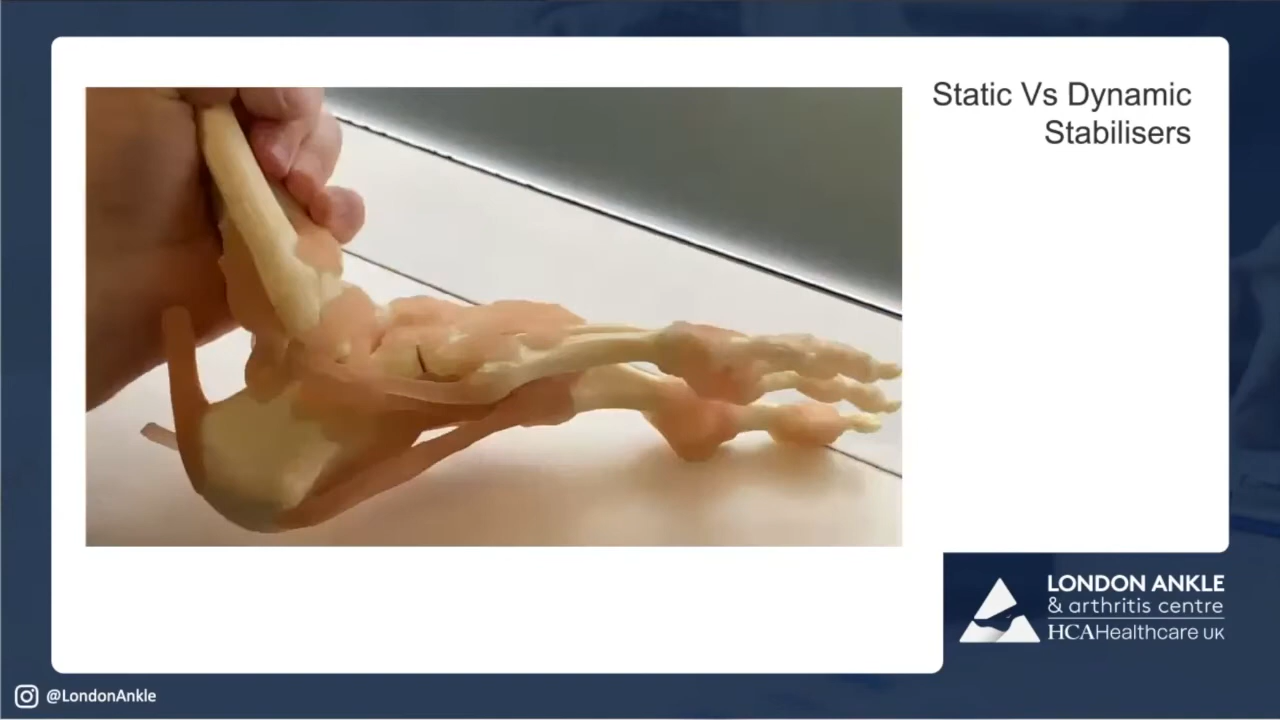 Static Vs Dynamic
Stabilisers
LONDON ANKLE
& arthritis centre
HCAHealthcare UK
@LondonAnkle